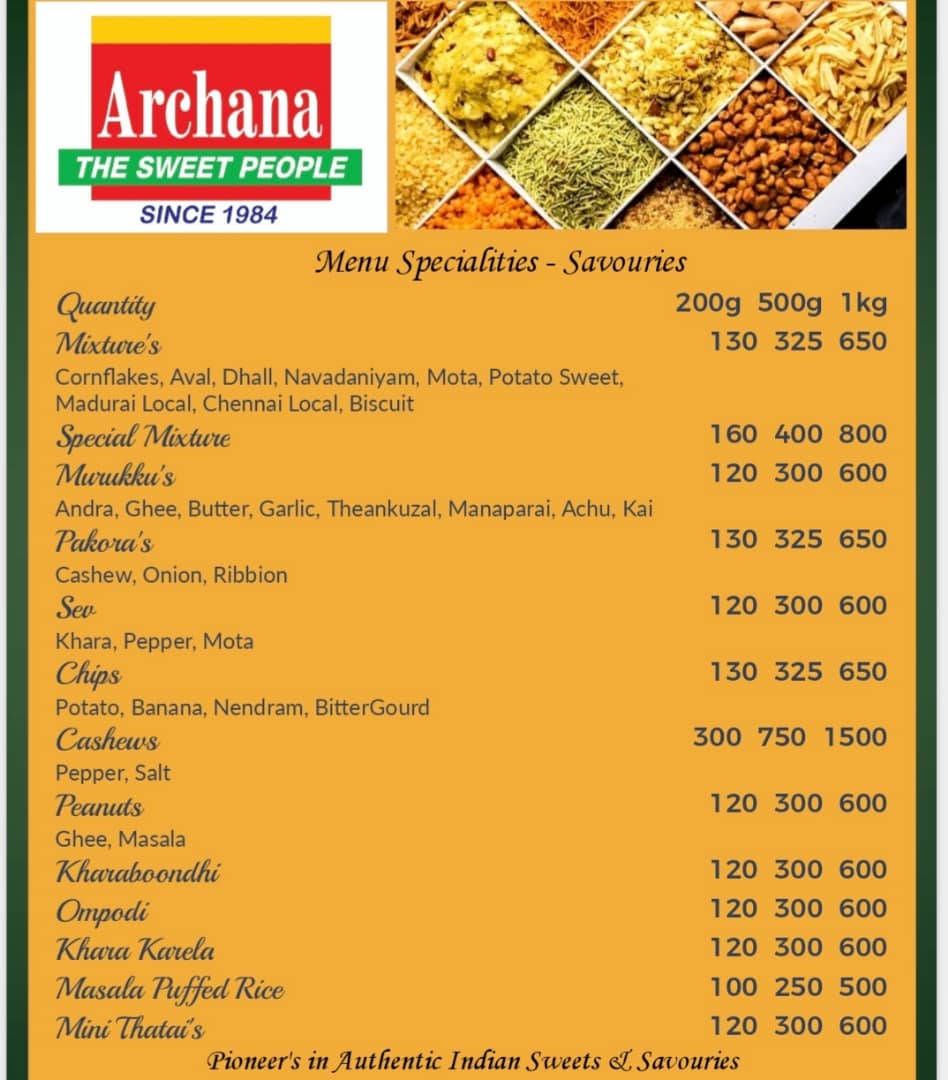 Archana
THE SWEET PEOPLE
SINCE 1984
Menu Specialities - Savouries
Quantity 200g 500g 1kg
Mixture's 130 325 650
Cornflakes, Aval, Dhall, Navadaniyam, Mota, Potato Sweet,
Madurai Local, Chennai Local, Biscuit
Special Mixture 160 400 800
Murukku's 120 300 600
Andra, Ghee, Butter, Garlic, Theankuzal, Manaparai, Achu, Kai
Pakora's 130 325 650
Cashew, Onion, Ribbion
Sev 120 300 600
Khara, Pepper, Mota
Chips 130 325 650
Potato, Banana, Nendram, BitterGourd
Cashews 300 750 1500
Pepper, Salt
Peanuts 120 300 600
Ghee, Masala
Kharaboondhi 120 300 600
Ompodi 120 300 600
Khara Karela 120 300 600
Masala Puffed Rice 100 250 500
Mini Thatai's 120 300 600
Pioneer's in Authentic Indian Sweets & Savouries